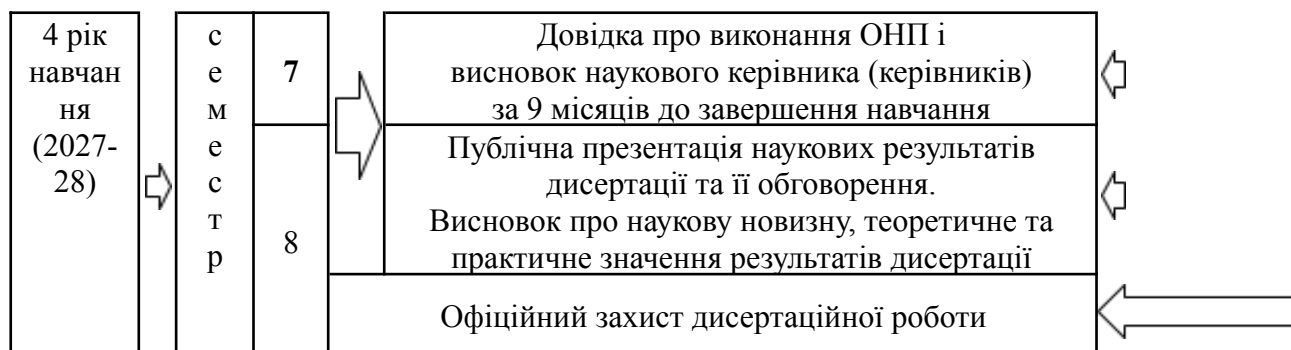 4 рік
навчан
ня
(2027-
28)
с
е
м
е
с
т
р
7
8
Довідка про виконання ОНП і
висновок наукового керівника (керівників)
за 9 місяців до завершення навчання
Публічна презентація наукових результатів
дисертації та її обговорення.
Висновок про наукову новизну, теоретичне та
практичне значення результатів дисертації
Офіційний захист дисертаційної роботи